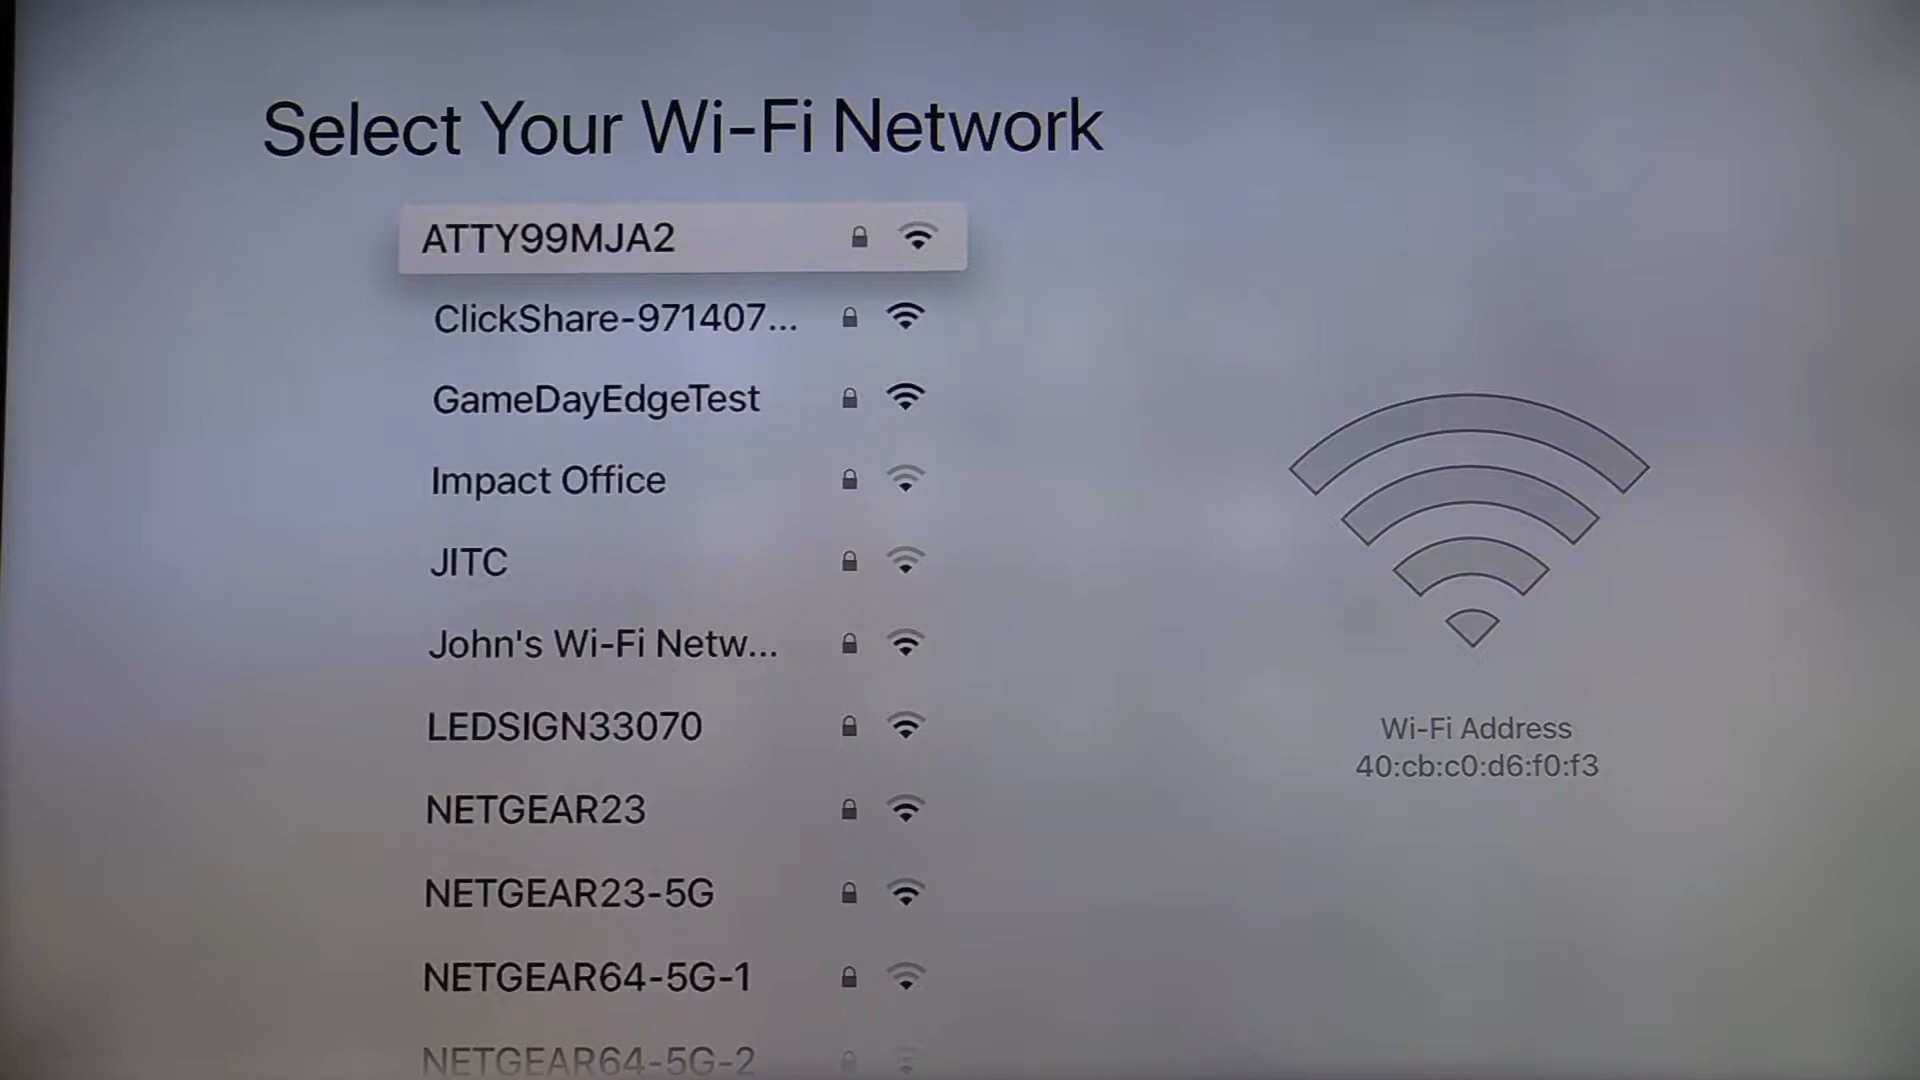 Select Your Wi-Fi Network
ATTY99MJA2
ClickShare-971407...
GameDayEdgeTest
Impact Office
JITC
John's Wi-Fi Netw...
LEDSIGN33070
NETGEAR23
NETGEAR23-5G
NETGEAR64-5G-1
NETGEAR64-5G-2
Wi-Fi Address
40:cb:c0:d6:f0:f3